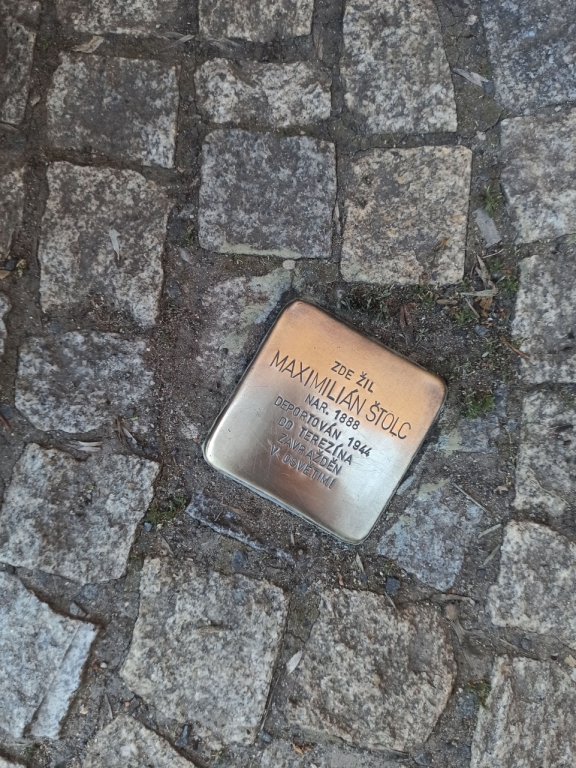 ZDE ŽIL
MAXIMILIÁN ŠTOLC
NAR. 1888
DEPORTOVÁN 1944
DO TEREZÍNA
ZAVRAŽDĚN
V OSVĚTIMI